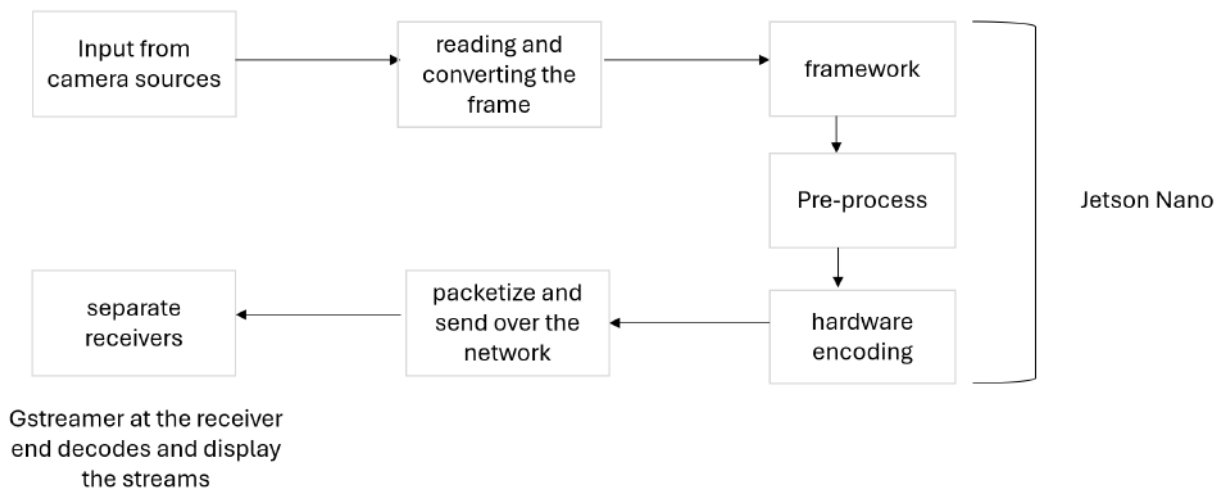 Input from
camera sources
reading and
converting the
frame
framework
Pre-process
Jetson Nano
hardware
encoding
packetize and
send over the
network
separate
receivers
Gstreamer at the receiver
end decodes and display
the streams